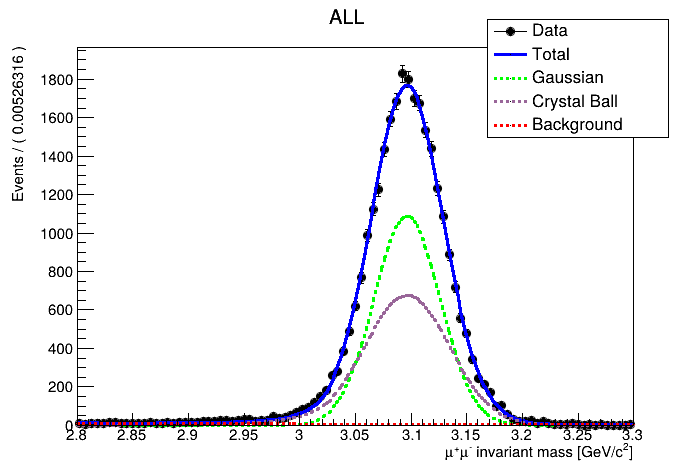 ALL
Data
Total
Gaussian
Crystal Ball
Background
Events / ( 0.00526316 )
1800
1600
1400
1200
1000
800
600
400
200
0
2.8 2.85 2.9 2.95 3 3.05 3.1 3.15 3.2 3.25 3.3
μ⁺μ⁻ invariant mass [GeV/c²]